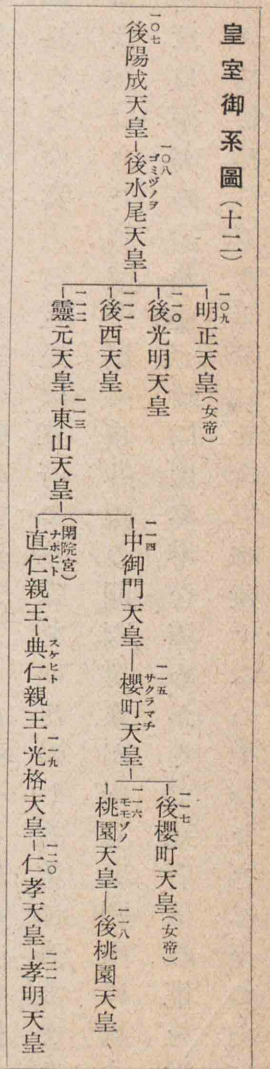 皇室御系圖(十二)
一〇七 後陽成天皇
一〇八 後水尾天皇 ゴミヅノヲ
一〇九 明正天皇(女帝)
一一〇 後光明天皇
一一一 後西天皇
一一二 靈元天皇
一一三 東山天皇
一一四 中御門天皇
一一五 櫻町天皇 サクラマチ
一一七 後櫻町天皇(女帝)
一一六 桃園天皇 モモゾノ
一一八 後桃園天皇
(閑院宮)
直仁親王 ナホヒト
典仁親王 スケヒト
一一九 光格天皇
一二〇 仁孝天皇
一二一 孝明天皇